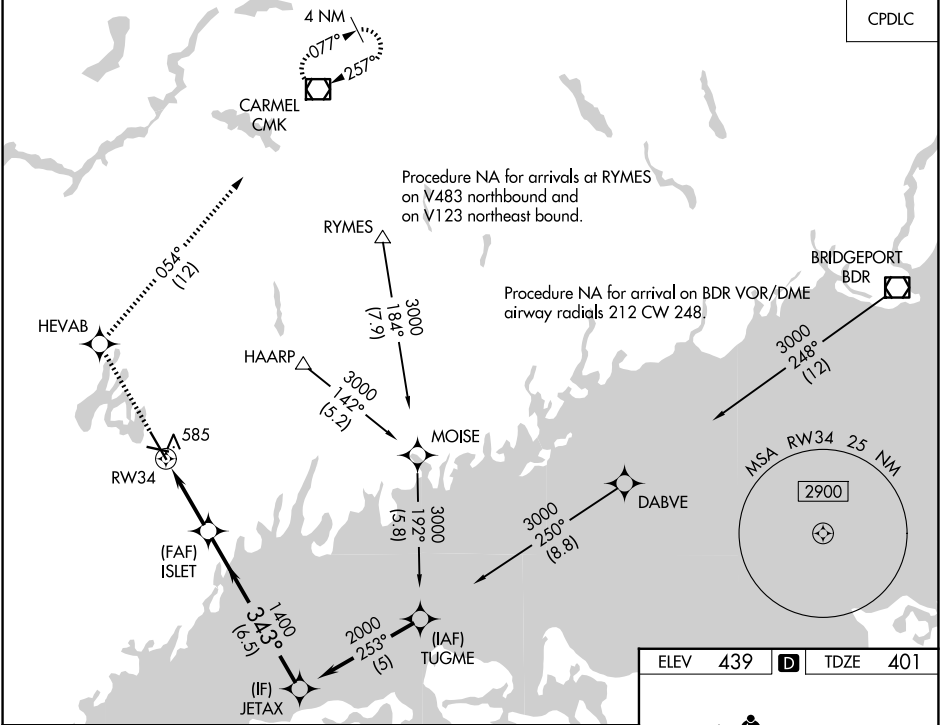 CPDLC
4 NM
077°
257°
CARMEL
CMK
Procedure NA for arrivals at RYMES
on V483 northbound and
on V123 northeast bound.
RYMES
BRIDGEPORT
BDR
054°
(12)
3000
184°
(7.9)
Procedure NA for arrival on BDR VOR/DME
airway radials 212 CW 248.
HEVAB
3000
248°
(12)
HAARP
3000
142°
(5.2)
585
MOISE
RW34
MSA RW34 25 NM
2900
DABVE
3000
192°
(5.8)
3000
250°
(8.8)
(FAF)
ISLET
1400
343°
(6.5)
2000
253°
(5)
(IAF)
TUGME
(IF)
JETAX
ELEV 439 D TDZE 401